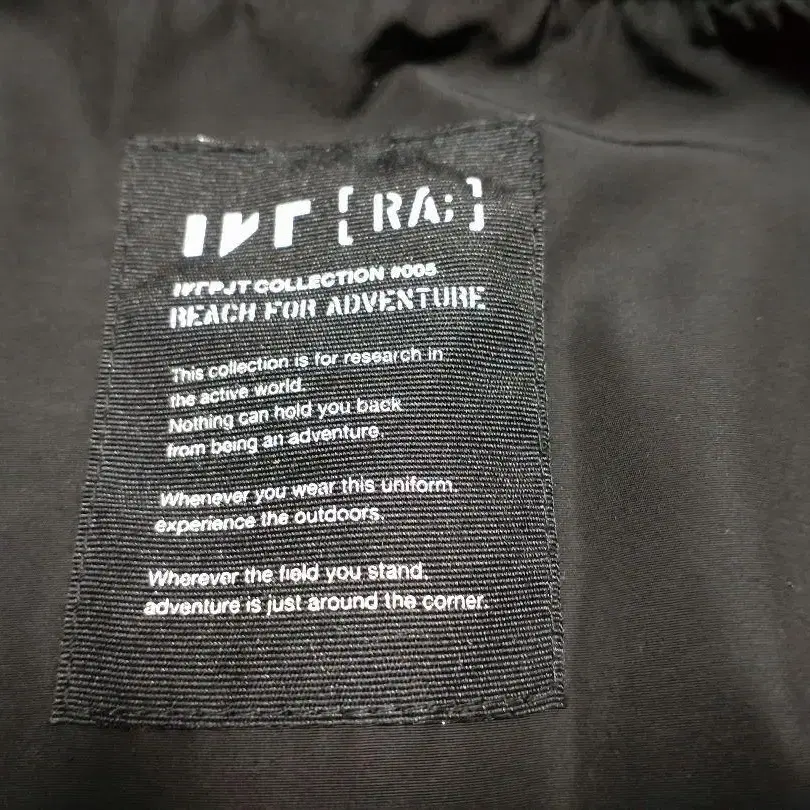 IVF [RA;]
IVFPJT COLLECTION #005
REACH FOR ADVENTURE
This collection is for research in
the active world.
Nothing can hold you back
from being an adventure.
Whenever you wear this uniform,
experience the outdoors.
Wherever the field you stand,
adventure is just around the corner.